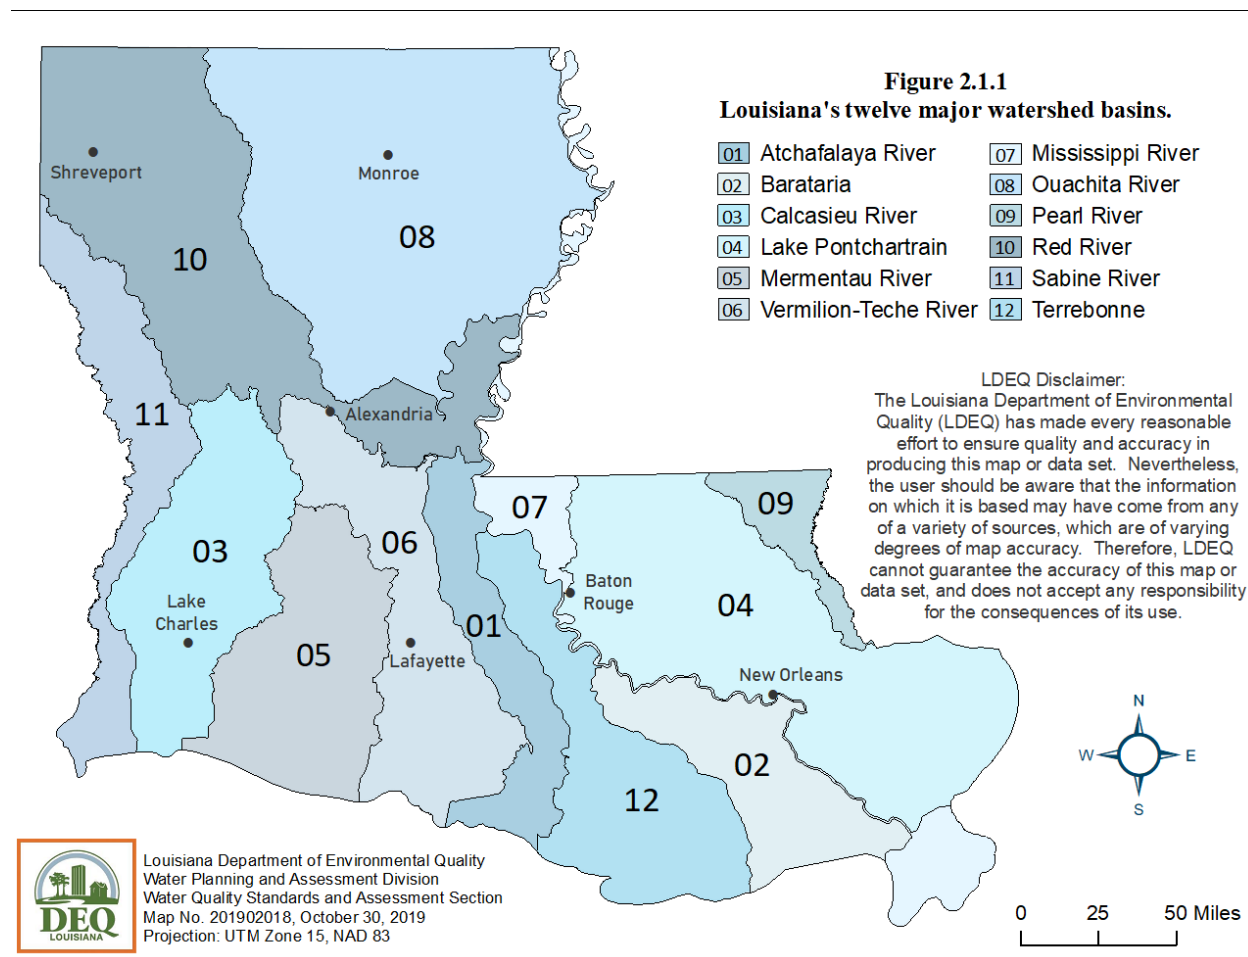 Figure 2.1.1
Louisiana's twelve major watershed basins.
01 Atchafalaya River
02 Barataria
03 Calcasieu River
04 Lake Pontchartrain
05 Mermentau River
06 Vermilion-Teche River
07 Mississippi River
08 Ouachita River
09 Pearl River
10 Red River
11 Sabine River
12 Terrebonne
Shreveport
Monroe
08
10
11
Alexandria
07
09
06
03
Baton
Rouge
04
Lake
Charles
01
05
Lafayette
New Orleans
02
12
LDEQ Disclaimer:
The Louisiana Department of Environmental
Quality (LDEQ) has made every reasonable
effort to ensure quality and accuracy in
producing this map or data set. Nevertheless,
the user should be aware that the information
on which it is based may have come from any
of a variety of sources, which are of varying
degrees of map accuracy. Therefore, LDEQ
cannot guarantee the accuracy of this map or
data set, and does not accept any responsibility
for the consequences of its use.
N
W E
S
DEQ
LOUISIANA
Louisiana Department of Environmental Quality
Water Planning and Assessment Division
Water Quality Standards and Assessment Section
Map No. 201902018, October 30, 2019
Projection: UTM Zone 15, NAD 83
0 25 50 Miles